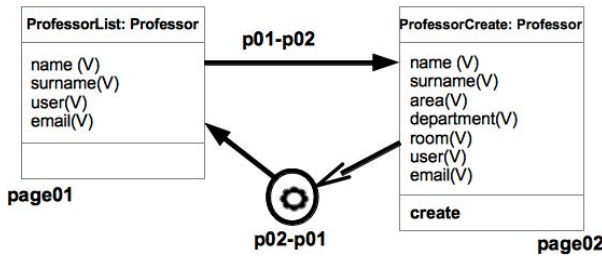 ProfessorList: Professor
name (V)
surname(V)
user(V)
email(V)
page01
p01-p02
p02-p01
ProfessorCreate: Professor
name (V)
surname(V)
area(V)
department(V)
room(V)
user(V)
email(V)
create
page02